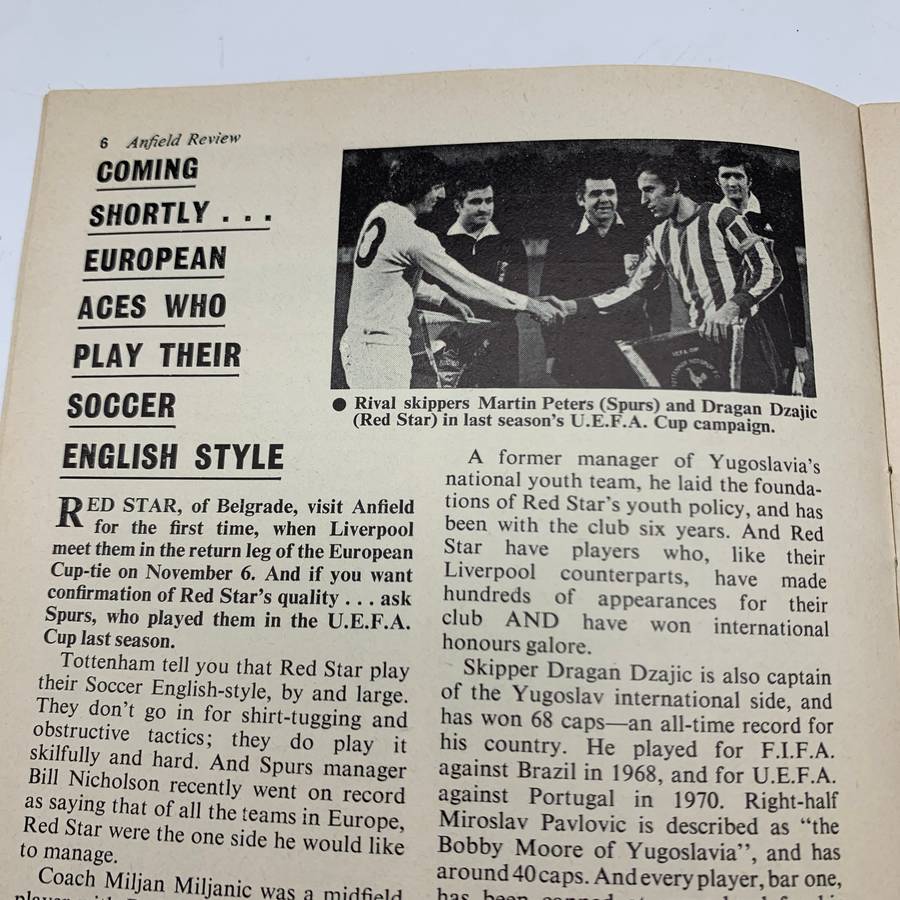 6 Anfield Review
COMING
SHORTLY . . .
EUROPEAN
ACES WHO
PLAY THEIR
SOCCER
ENGLISH STYLE
RED STAR, of Belgrade, visit Anfield
for the first time, when Liverpool
meet them in the return leg of the European
Cup-tie on November 6. And if you want
confirmation of Red Star's quality . . . ask
Spurs, who played them in the U.E.F.A.
Cup last season.
Tottenham tell you that Red Star play
their Soccer English-style, by and large.
They don't go in for shirt-tugging and
obstructive tactics; they do play it
skilfully and hard. And Spurs manager
Bill Nicholson recently went on record
as saying that of all the teams in Europe,
Red Star were the one side he would like
to manage.
Coach Miljan Miljanic was a midfield
UEFA CUP
● Rival skippers Martin Peters (Spurs) and Dragan Dzajic
(Red Star) in last season's U.E.F.A. Cup campaign.
A former manager of Yugoslavia's
national youth team, he laid the founda-
tions of Red Star's youth policy, and has
been with the club six years. And Red
Star have players who, like their
Liverpool counterparts, have made
hundreds of appearances for their
club AND have won international
honours galore.
Skipper Dragan Dzajic is also captain
of the Yugoslav international side, and
has won 68 caps—an all-time record for
his country. He played for F.I.F.A.
against Brazil in 1968, and for U.E.F.A.
against Portugal in 1970. Right-half
Miroslav Pavlovic is described as "the
Bobby Moore of Yugoslavia", and has
around 40 caps. And every player, bar one,